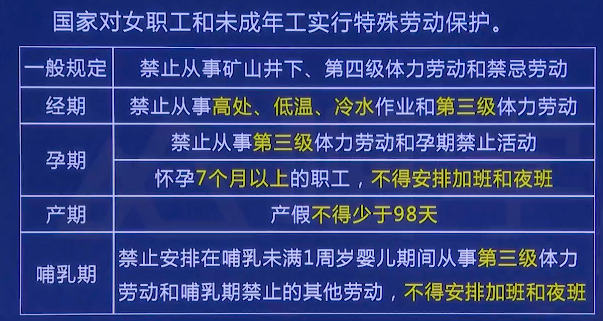 国家对女职工和未成年工实行特殊劳动保护。
一般规定 禁止从事矿山井下、第四级体力劳动和禁忌劳动
经期 禁止从事高处、低温、冷水作业和第三级体力劳动
孕期 禁止从事第三级体力劳动和孕期禁止活动
怀孕7个月以上的职工，不得安排加班和夜班
产期 产假不得少于98天
哺乳期 禁止安排在哺乳未满1周岁婴儿期间从事第三级体力
劳动和哺乳期禁止的其他劳动，不得安排加班和夜班